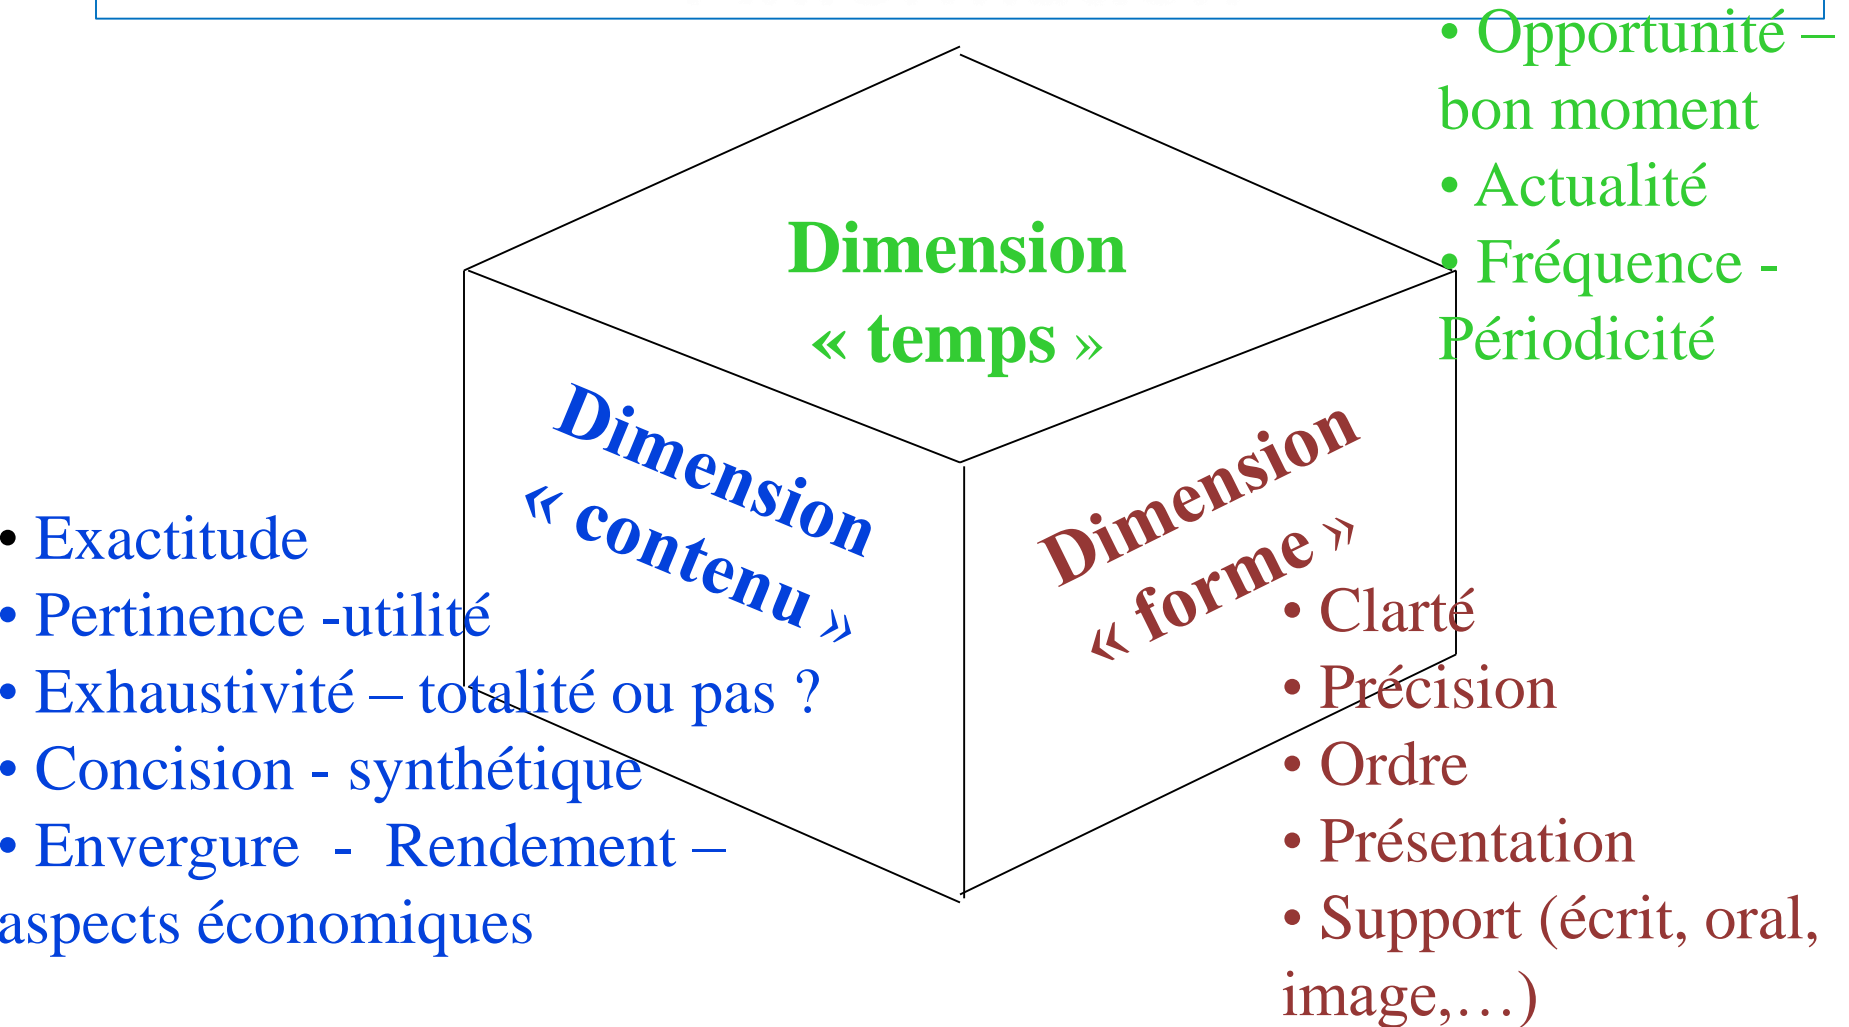 • Opportunité –
bon moment
• Actualité
• Fréquence -
Périodicité
Dimension
« temps »
Dimension
« contenu »
Dimension
« forme »
• Exactitude
• Pertinence -utilité
• Exhaustivité – totalité ou pas ?
• Concision - synthétique
• Envergure - Rendement –
aspects économiques
• Clarté
• Précision
• Ordre
• Présentation
• Support (écrit, oral,
image,…)